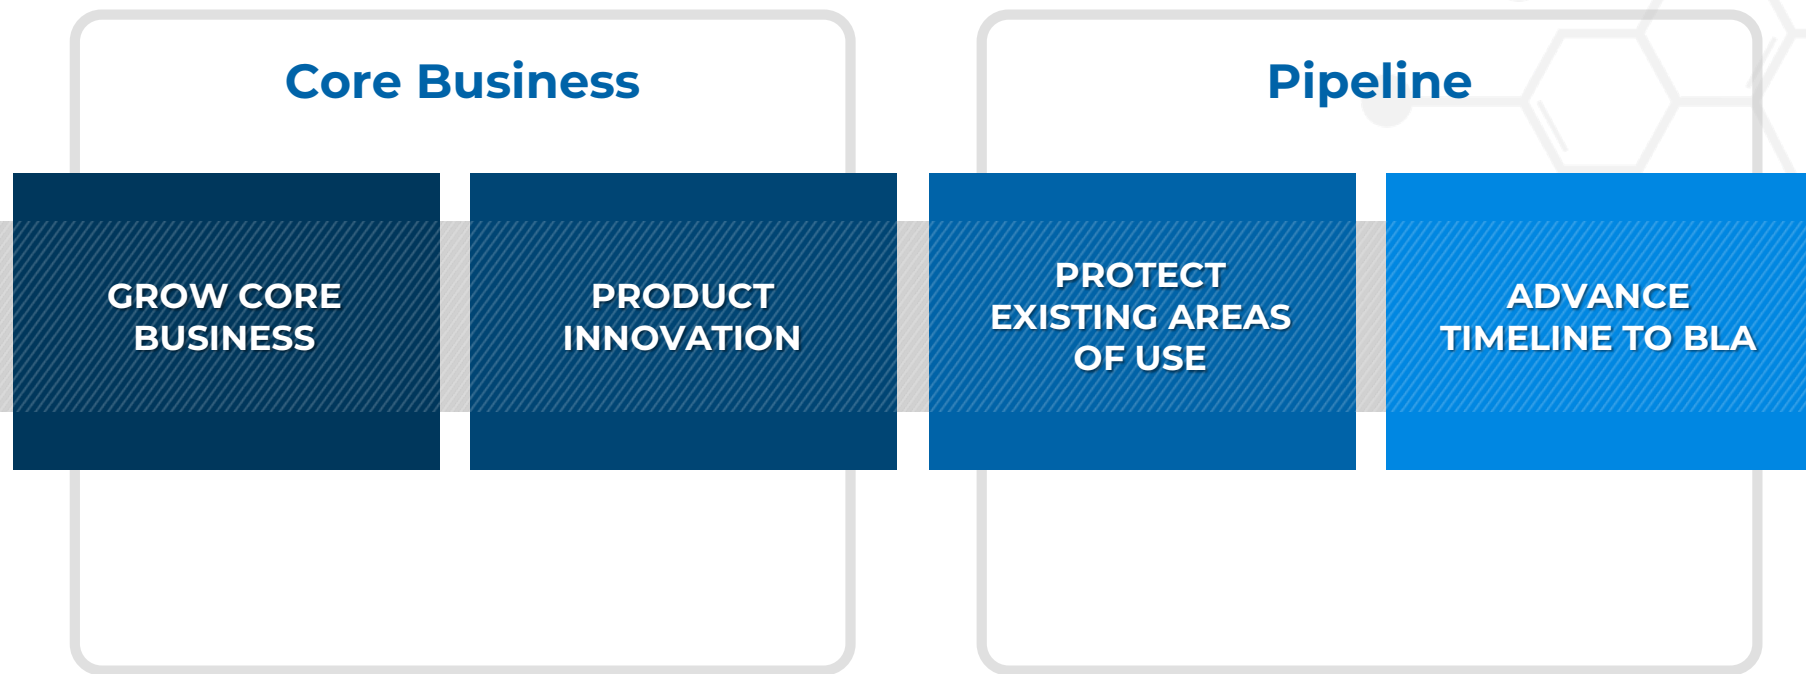 Core Business
Pipeline
GROW CORE
BUSINESS
PRODUCT
INNOVATION
PROTECT
EXISTING AREAS
OF USE
ADVANCE
TIMELINE TO BLA